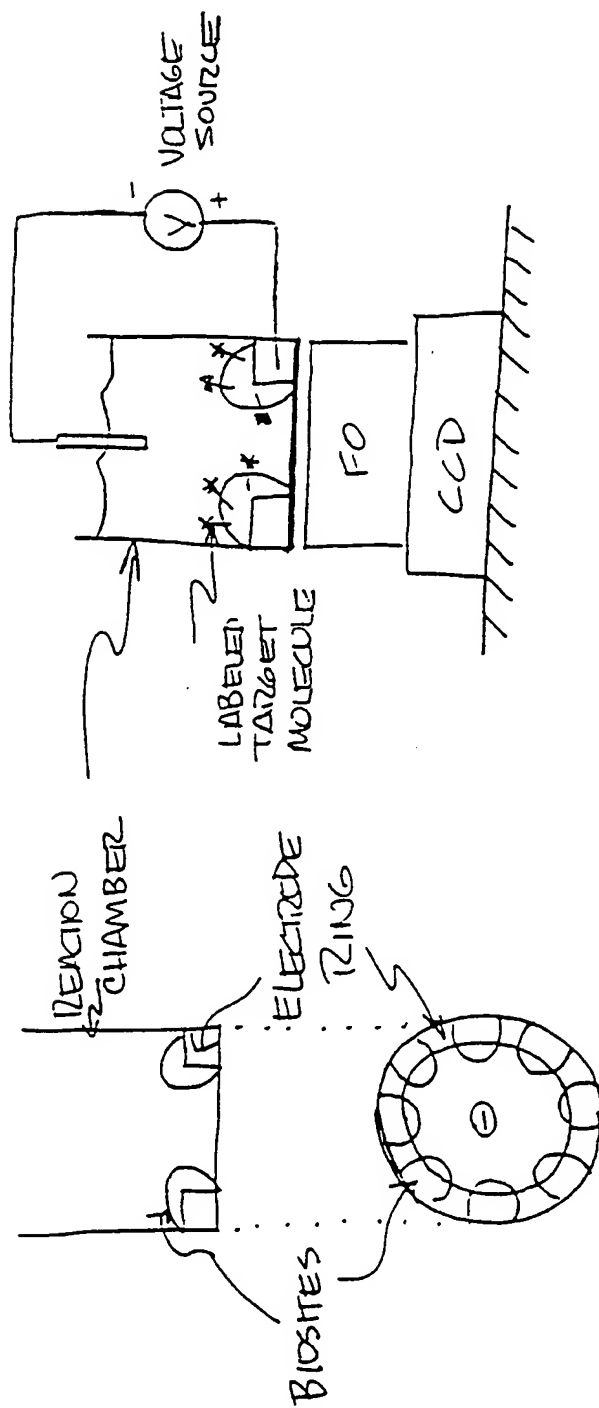 REACTION
CHAMBER
ELECTRODE
RING
BIOSITES
-
LABELED
TARGET
MOLECULE
-
V
+
VOLTAGE
SOURCE
FO
CCD